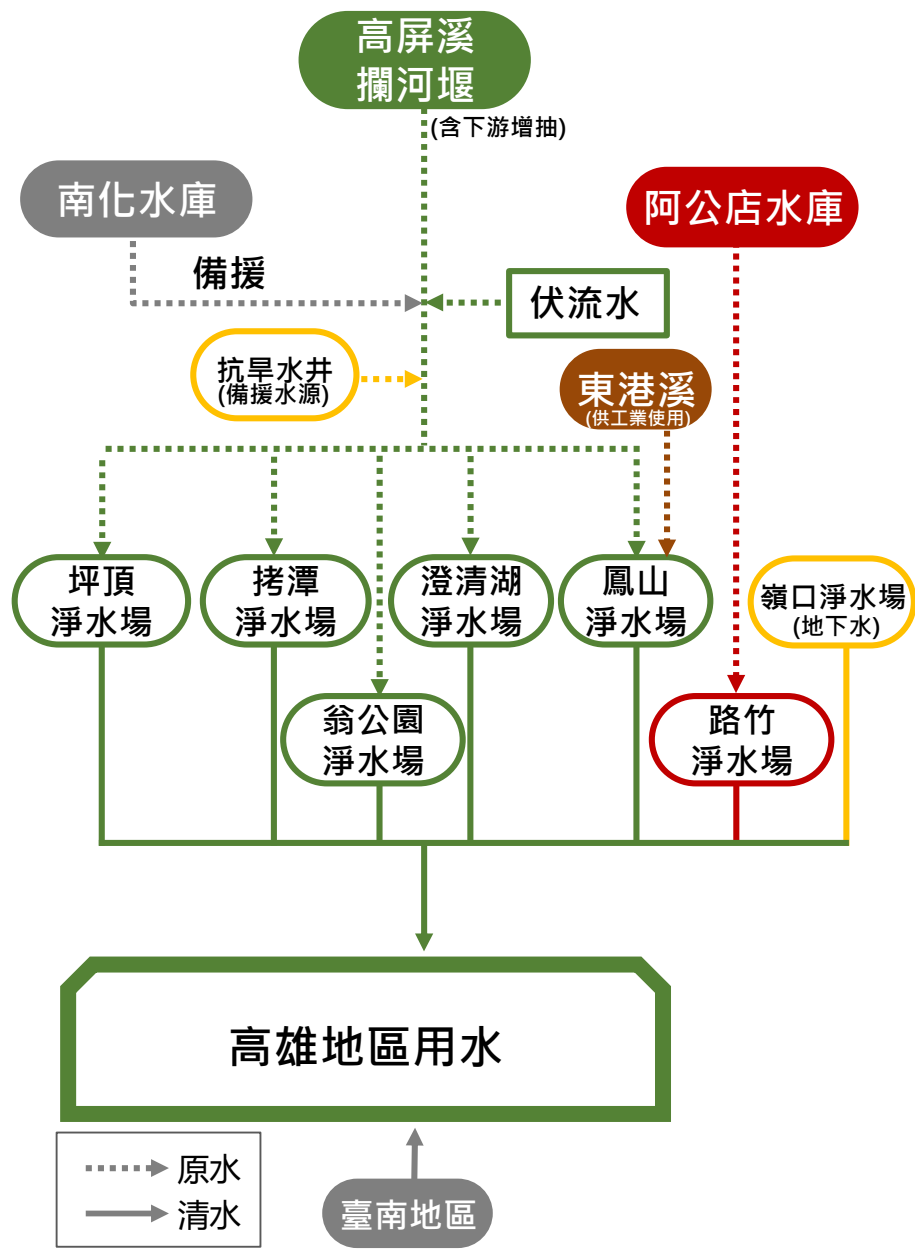 高屏溪
攔河堰
(含下游增抽)
南化水庫
阿公店水庫
備援
伏流水
抗旱水井
(備援水源)
東港溪
(供工業使用)
坪頂
淨水場
拷潭
淨水場
澄清湖
淨水場
鳳山
淨水場
嶺口淨水場
(地下水)
翁公園
淨水場
路竹
淨水場
高雄地區用水
原水
清水
臺南地區